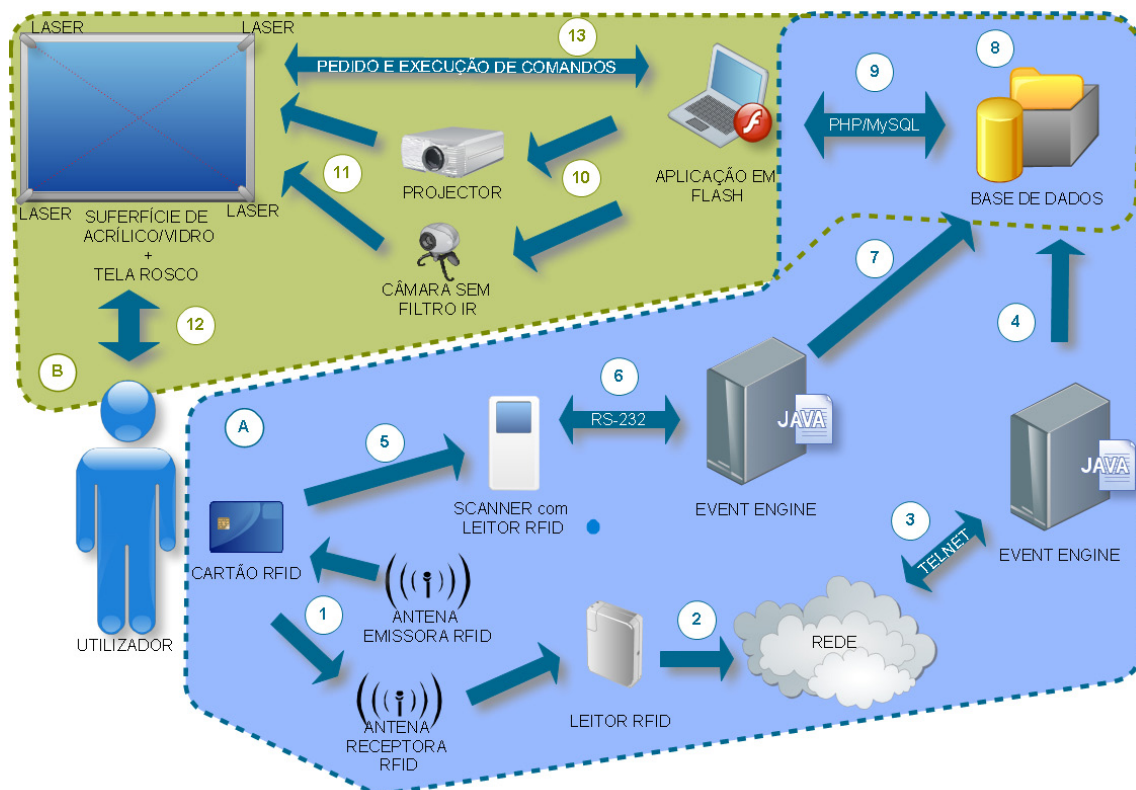 LASER
LASER
13
PEDIDO E EXECUÇÃO DE COMANDOS
8
9
PHP/MySQL
BASE DE DADOS
APLICAÇÃO EM
FLASH
10
PROJECTOR
11
LASER
LASER
SUFERFÍCIE DE
ACRÍLICO/VIDRO
+
TELA ROSCO
CÂMARA SEM
FILTRO IR
12
B
7
4
A
5
6
RS-232
JAVA
JAVA
SCANNER com
LEITOR RFID
EVENT ENGINE
3
TELNET
EVENT ENGINE
CARTÃO RFID
1
ANTENA
EMISSORA RFID
2
REDE
UTILIZADOR
LEITOR RFID
ANTENA
RECEPTORA
RFID